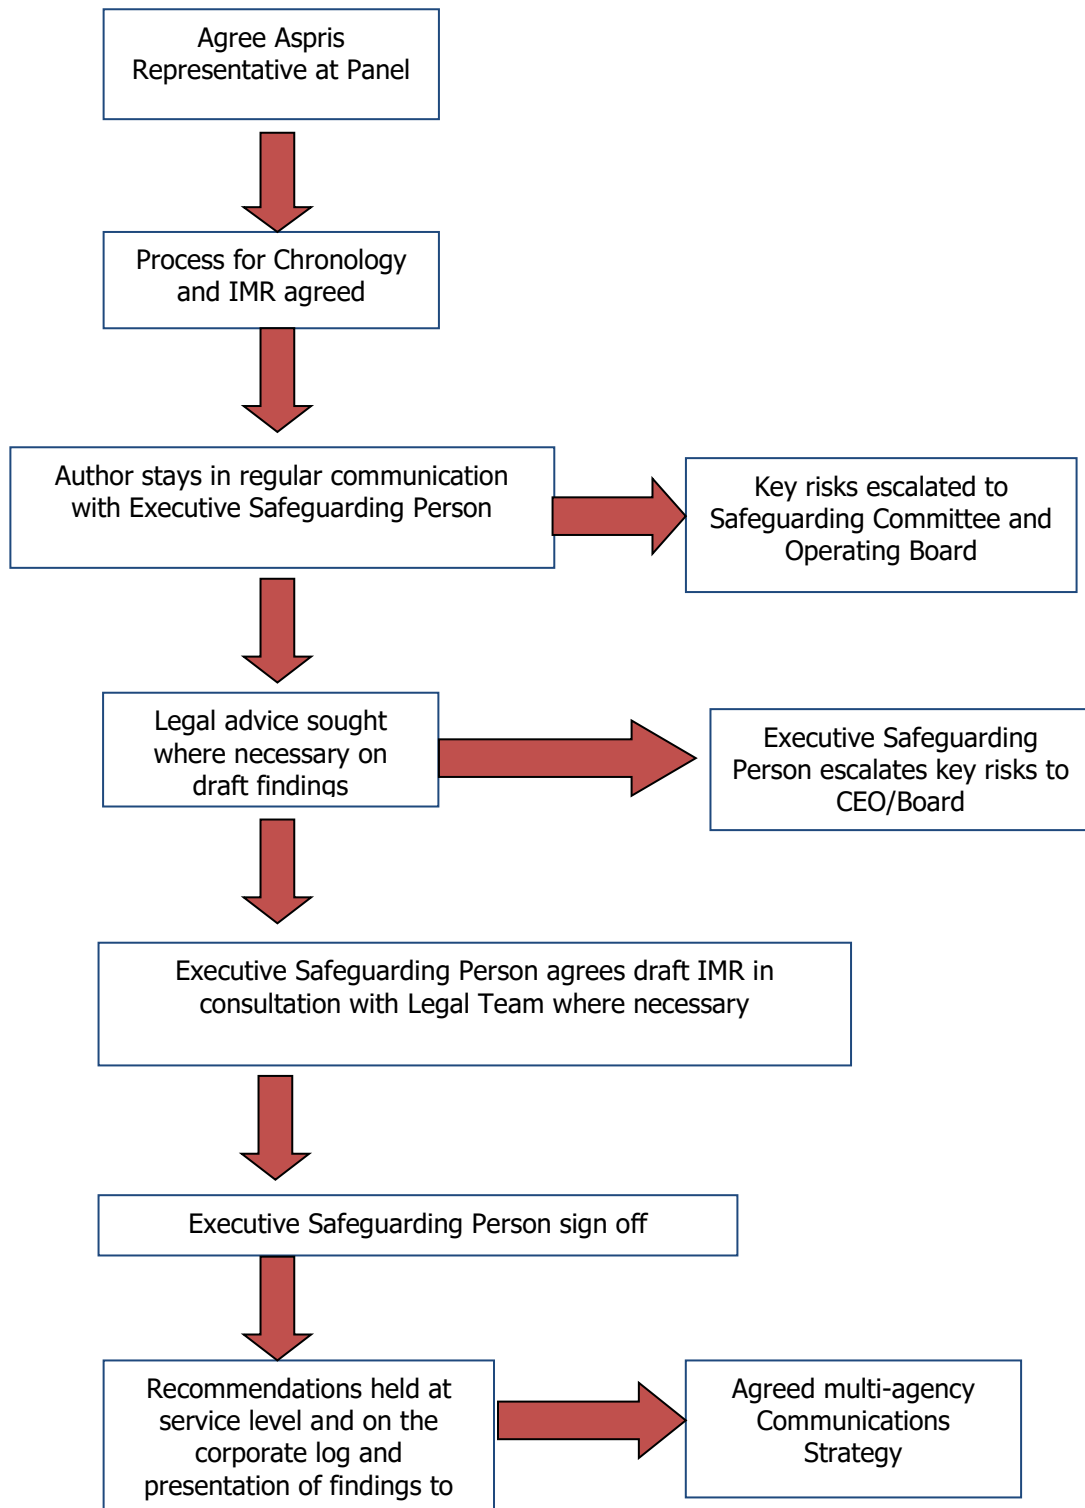 Agree Aspris
Representative at Panel
Process for Chronology
and IMR agreed
Author stays in regular communication
with Executive Safeguarding Person
Key risks escalated to
Safeguarding Committee and
Operating Board
Legal advice sought
where necessary on
draft findings
Executive Safeguarding
Person escalates key risks to
CEO/Board
Executive Safeguarding Person agrees draft IMR in
consultation with Legal Team where necessary
Executive Safeguarding Person sign off
Recommendations held at
service level and on the
corporate log and
presentation of findings to
Agreed multi-agency
Communications
Strategy